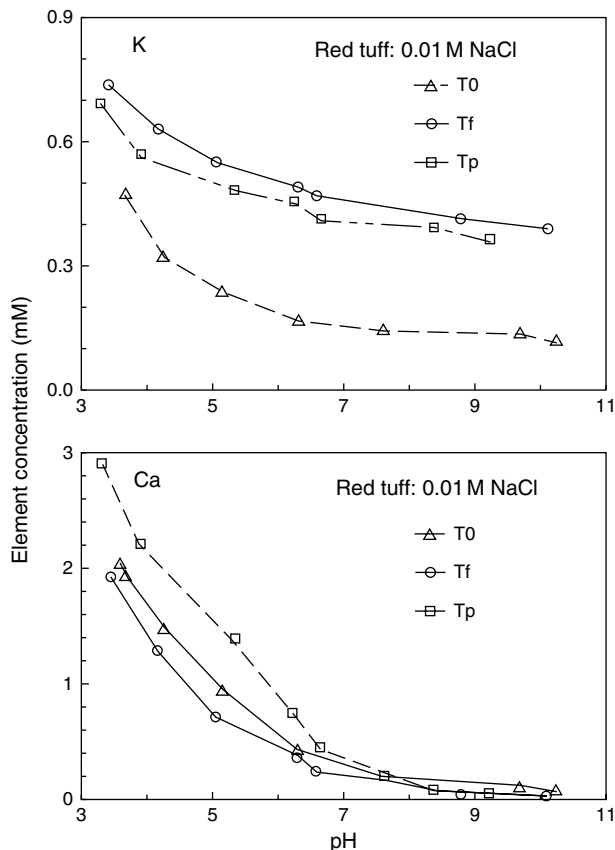 0.9
K
Red tuff: 0.01 M NaCl
T0
Tf
Tp
0.6
0.3
0.0
3 5 7 9 11
Element concentration (mM)
3
Ca
Red tuff: 0.01 M NaCl
T0
Tf
Tp
2
1
0
3 5 7 9 11
pH